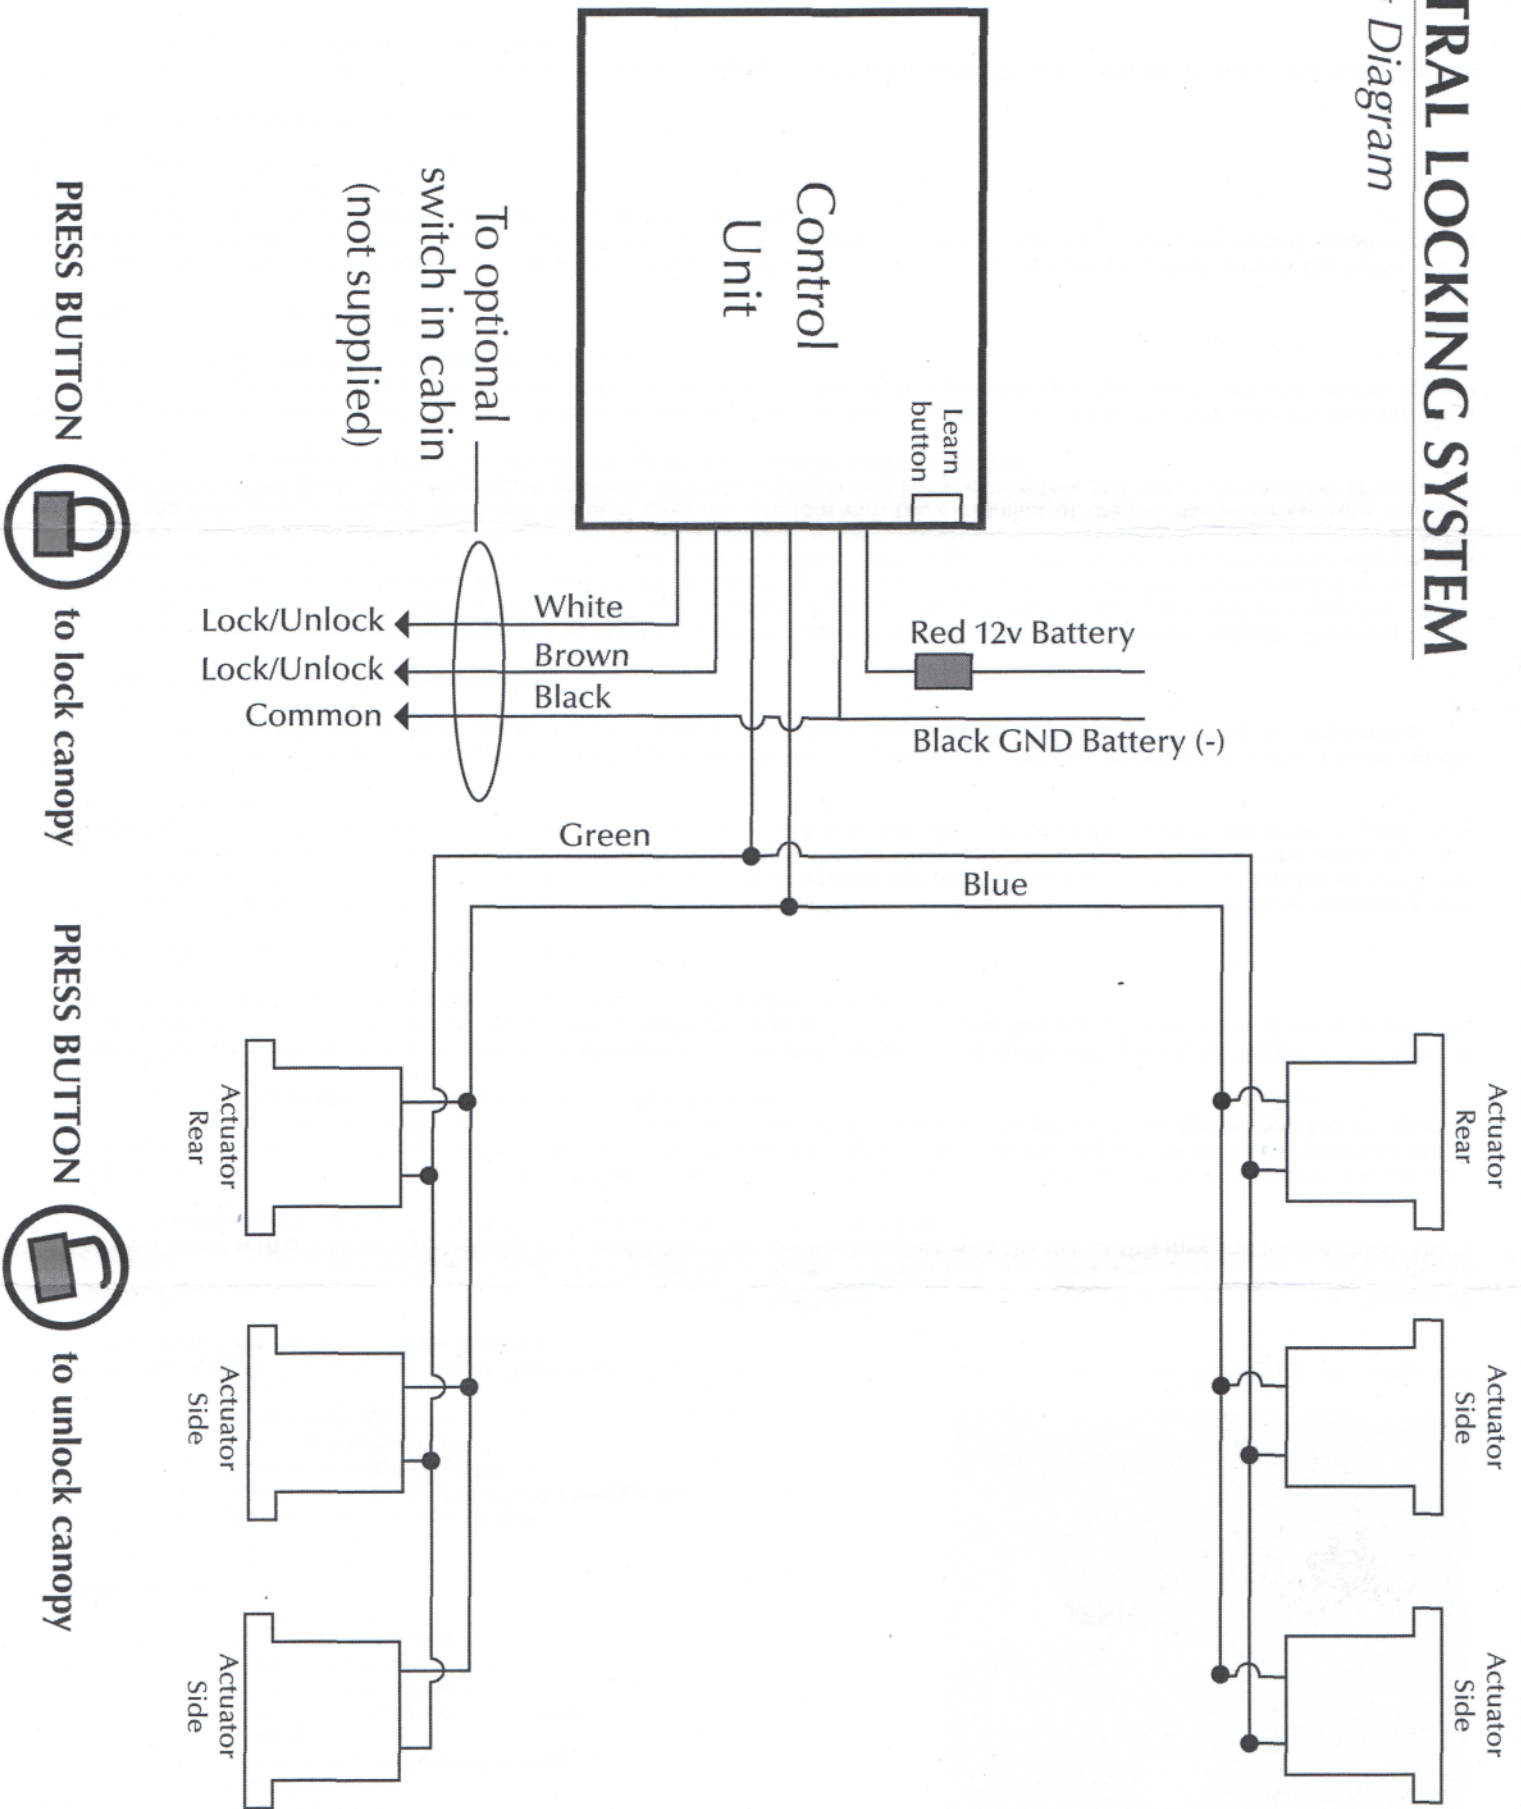 TRAL LOCKING SYSTEM
Diagram
Control
Unit
Learn
button
To optional
switch in cabin
(not supplied)
White
Brown
Black
Lock/Unlock
Lock/Unlock
Common
Red 12v Battery
Black GND Battery (-)
Green
Blue
Actuator
Rear
Actuator
Side
Actuator
Side
Actuator
Rear
Actuator
Side
Actuator
Side
PRESS BUTTON to lock canopy
PRESS BUTTON to unlock canopy